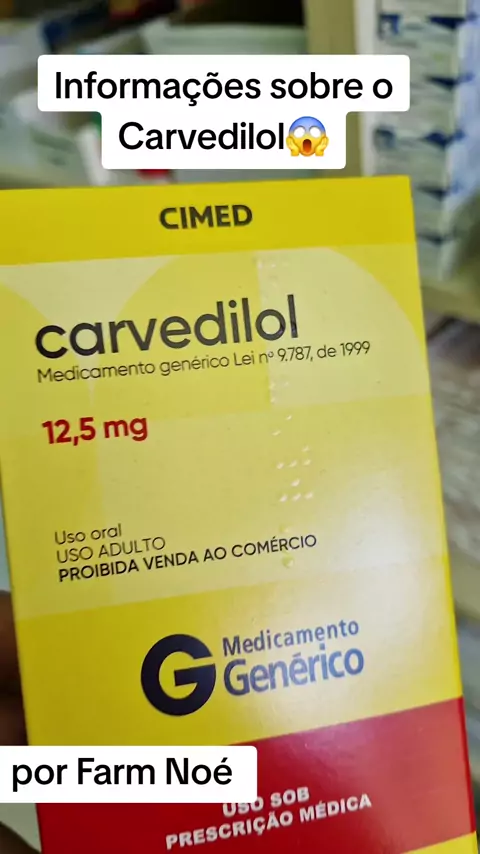 Informações sobre o
Carvedilol😱
CIMED
carvedilol
Medicamento genérico Lei nº 9.787, de 1999
12,5 mg
Uso oral
USO ADULTO
PROIBIDA VENDA AO COMÉRCIO
G Medicamento
Genérico
por Farm Noé
USO SOB
PRESCRIÇÃO MÉDICA